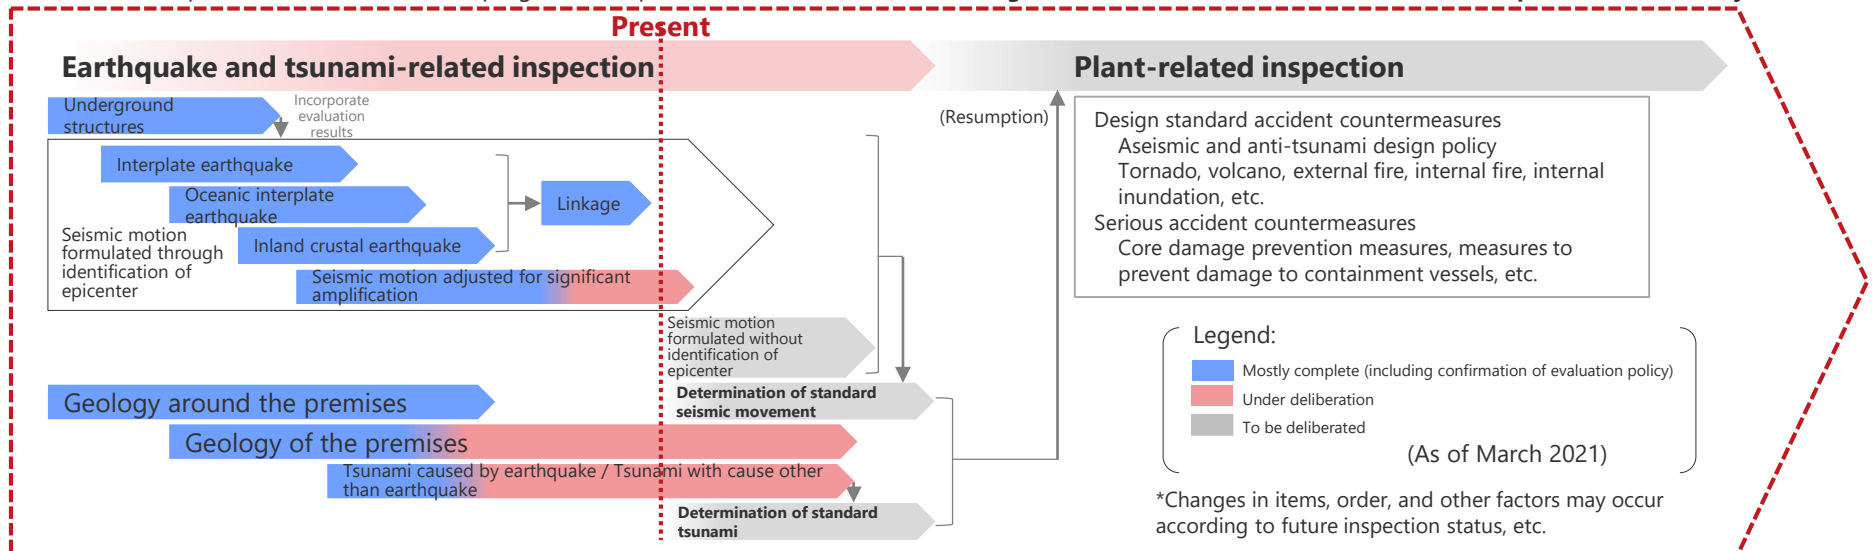 Present
Earthquake and tsunami-related inspection
Plant-related inspection
Underground
structures
Incorporate
evaluation
results
(Resumption)
Interplate earthquake
Oceanic interplate
earthquake
Linkage
Inland crustal earthquake
Seismic motion
formulated through
identification of
epicenter
Seismic motion adjusted for significant
amplification
Seismic motion
formulated without
identification of
epicenter
Determination of standard
seismic movement
Geology around the premises
Geology of the premises
Tsunami caused by earthquake / Tsunami with cause other
than earthquake
Determination of standard
tsunami
Design standard accident countermeasures
Aseismic and anti-tsunami design policy
Tornado, volcano, external fire, internal fire, internal
inundation, etc.
Serious accident countermeasures
Core damage prevention measures, measures to
prevent damage to containment vessels, etc.
Legend:
Mostly complete (including confirmation of evaluation policy)
Under deliberation
To be deliberated
(As of March 2021)
*Changes in items, order, and other factors may occur
according to future inspection status, etc.